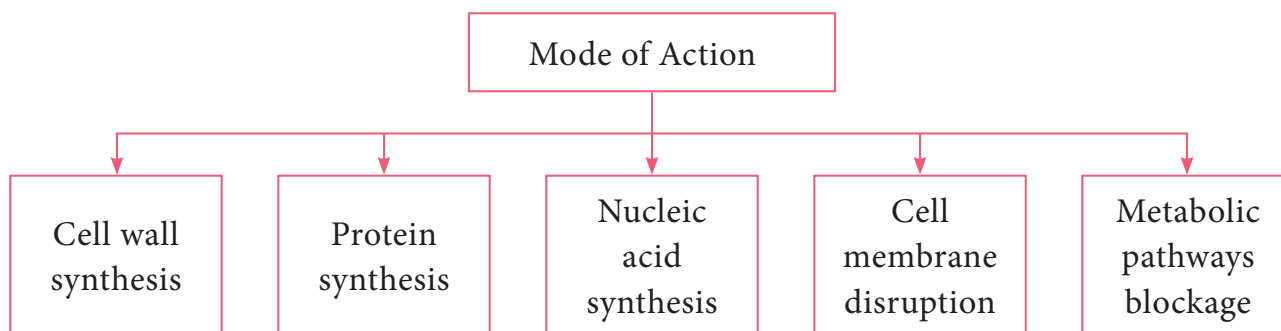 Mode of Action
Cell wall
synthesis
Protein
synthesis
Nucleic
acid
synthesis
Cell
membrane
disruption
Metabolic
pathways
blockage